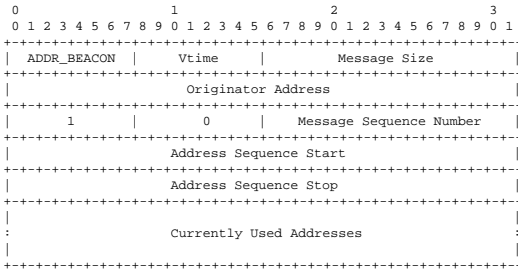 0                   1                   2                   3
 0 1 2 3 4 5 6 7 8 9 0 1 2 3 4 5 6 7 8 9 0 1 2 3 4 5 6 7 8 9 0 1
+-+-+-+-+-+-+-+-+-+-+-+-+-+-+-+-+-+-+-+-+-+-+-+-+-+-+-+-+-+-+-+-
|  ADDR_BEACON  |     Vtime     |         Message Size          |
+-+-+-+-+-+-+-+-+-+-+-+-+-+-+-+-+-+-+-+-+-+-+-+-+-+-+-+-+-+-+-+-
|                      Originator Address                       |
+-+-+-+-+-+-+-+-+-+-+-+-+-+-+-+-+-+-+-+-+-+-+-+-+-+-+-+-+-+-+-+-
|       1       |       0       |    Message Sequence Number    |
+-+-+-+-+-+-+-+-+-+-+-+-+-+-+-+-+-+-+-+-+-+-+-+-+-+-+-+-+-+-+-+-
|                    Address Sequence Start                     |
+-+-+-+-+-+-+-+-+-+-+-+-+-+-+-+-+-+-+-+-+-+-+-+-+-+-+-+-+-+-+-+-
|                    Address Sequence Stop                      |
+-+-+-+-+-+-+-+-+-+-+-+-+-+-+-+-+-+-+-+-+-+-+-+-+-+-+-+-+-+-+-+-
|                                                               |
:                    Currently Used Addresses                   :
|                                                               |
+-+-+-+-+-+-+-+-+-+-+-+-+-+-+-+-+-+-+-+-+-+-+-+-+-+-+-+-+-+-+-+-